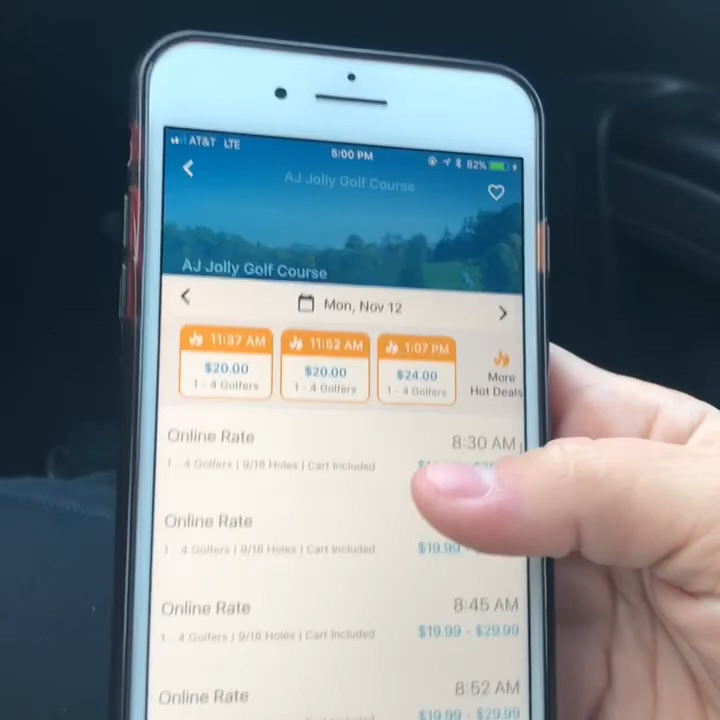 AT&T LTE 5:00 PM 82%
AJ Jolly Golf Course
AJ Jolly Golf Course
Mon, Nov 12
11:37 AM 11:52 AM 1:07 PM
$20.00 $20.00 $24.00 More
1 - 4 Golfers 1 - 4 Golfers 1 - 4 Golfers Hot Deals
Online Rate 8:30 AM
1 - 4 Golfers | 9/18 Holes | Cart Included
Online Rate
1 - 4 Golfers | 9/18 Holes | Cart Included $19.99
Online Rate 8:45 AM
1 - 4 Golfers | 9/18 Holes | Cart Included $19.99 - $29.99
Online Rate 8:52 AM
Cart Included $19.99 - $29.99